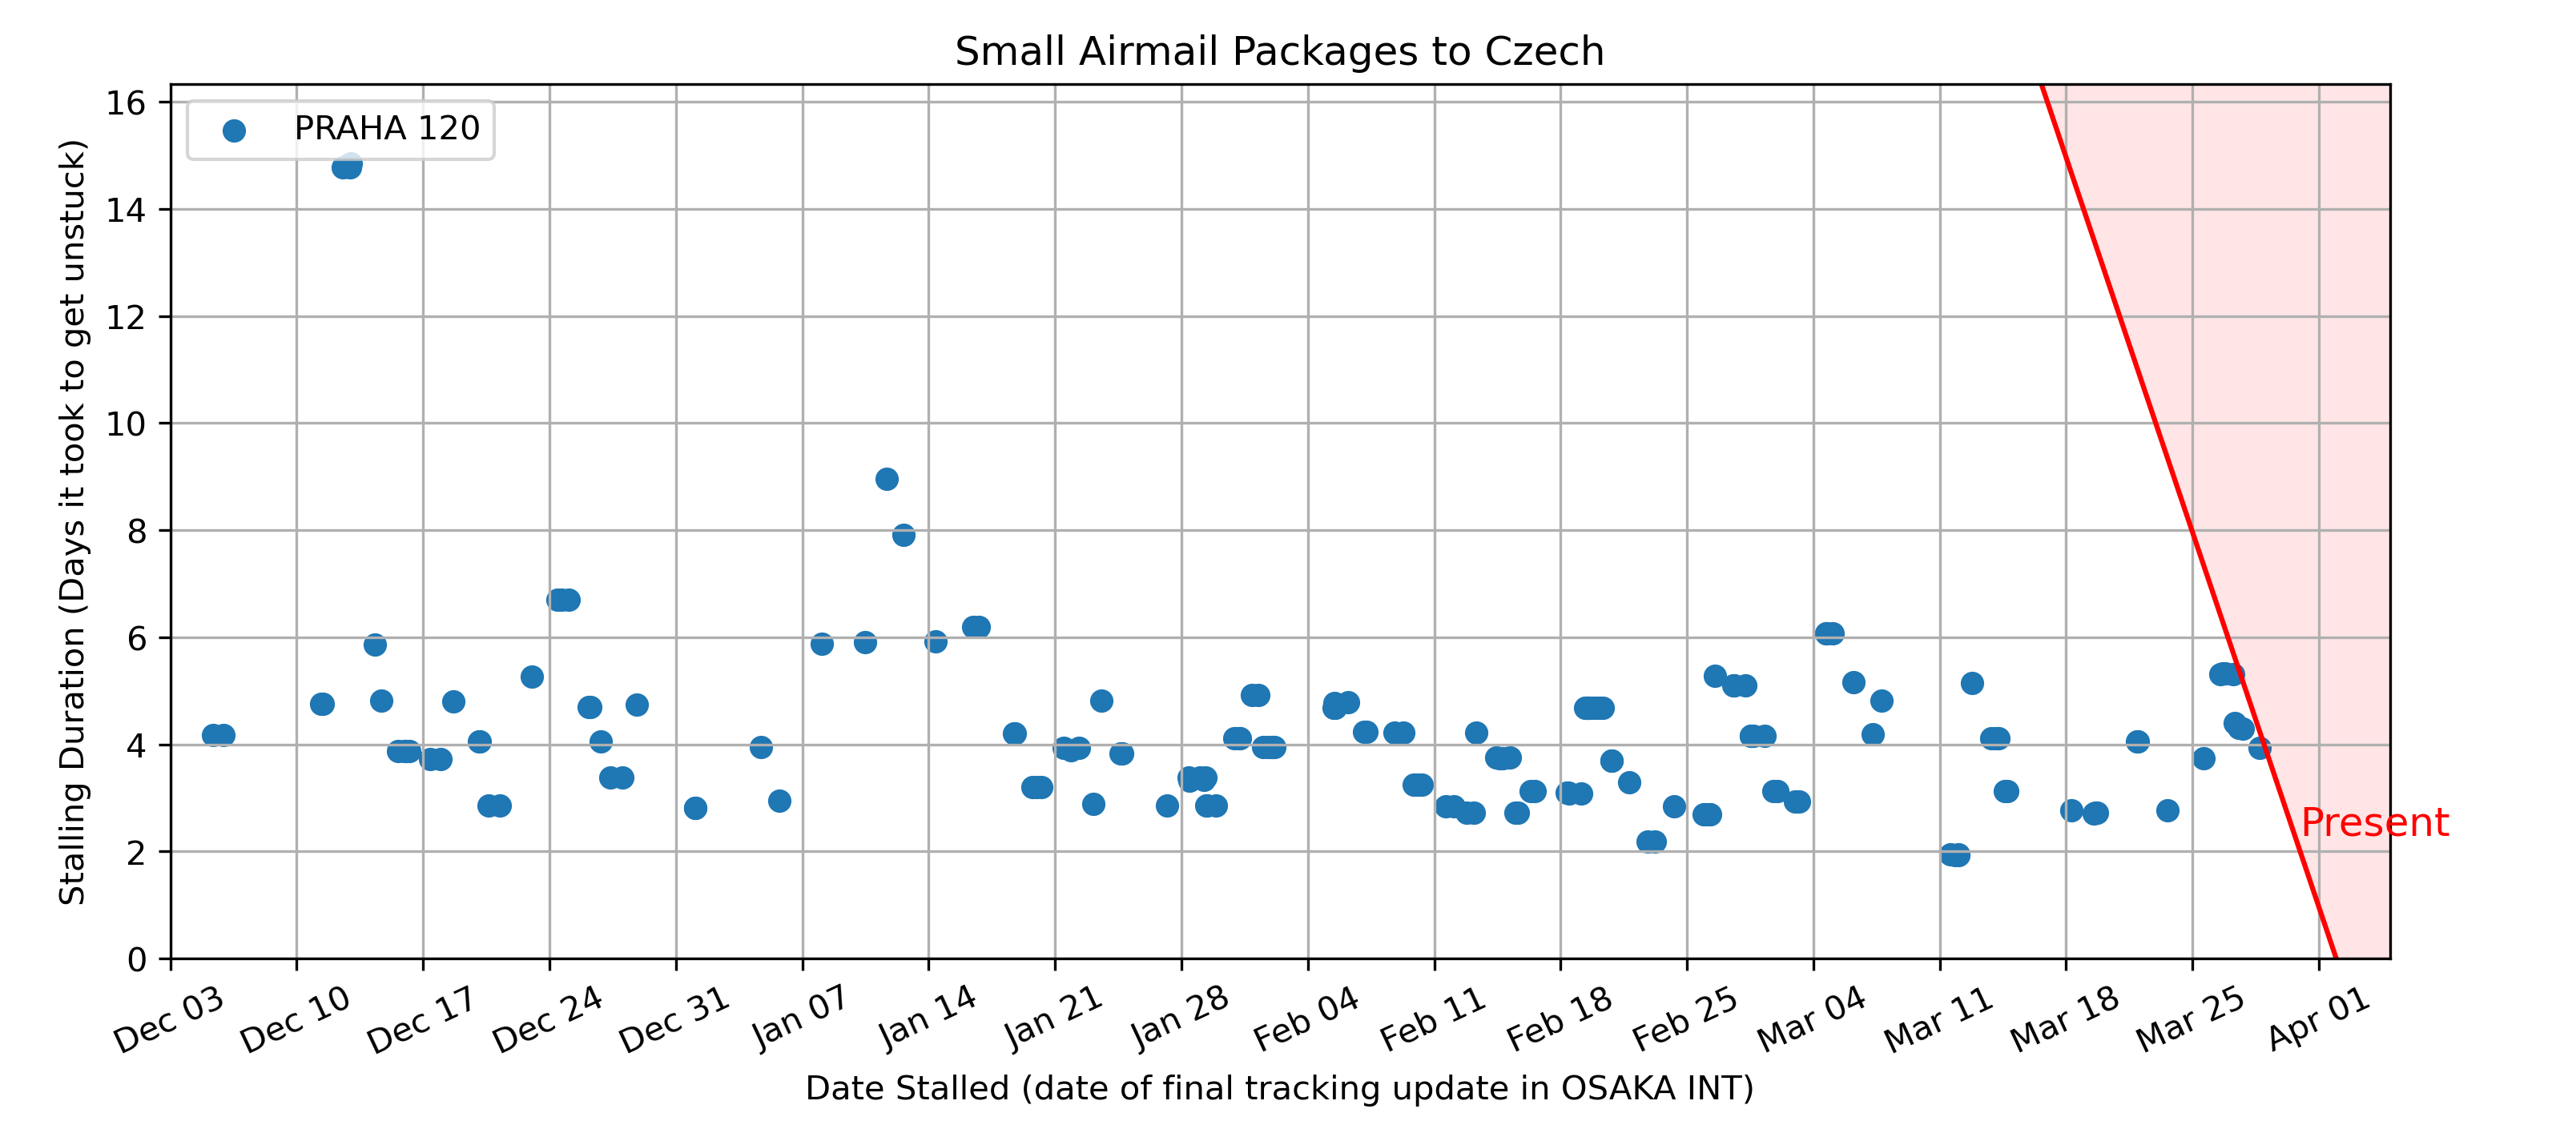 Small Airmail Packages to Czech
PRAHA 120
Stalling Duration (Days it took to get unstuck)
16
14
12
10
8
6
4
2
0
Present
Dec 03
Dec 10
Dec 17
Dec 24
Dec 31
Jan 07
Jan 14
Jan 21
Jan 28
Feb 04
Feb 11
Feb 18
Feb 25
Mar 04
Mar 11
Mar 18
Mar 25
Apr 01
Date Stalled (date of final tracking update in OSAKA INT)